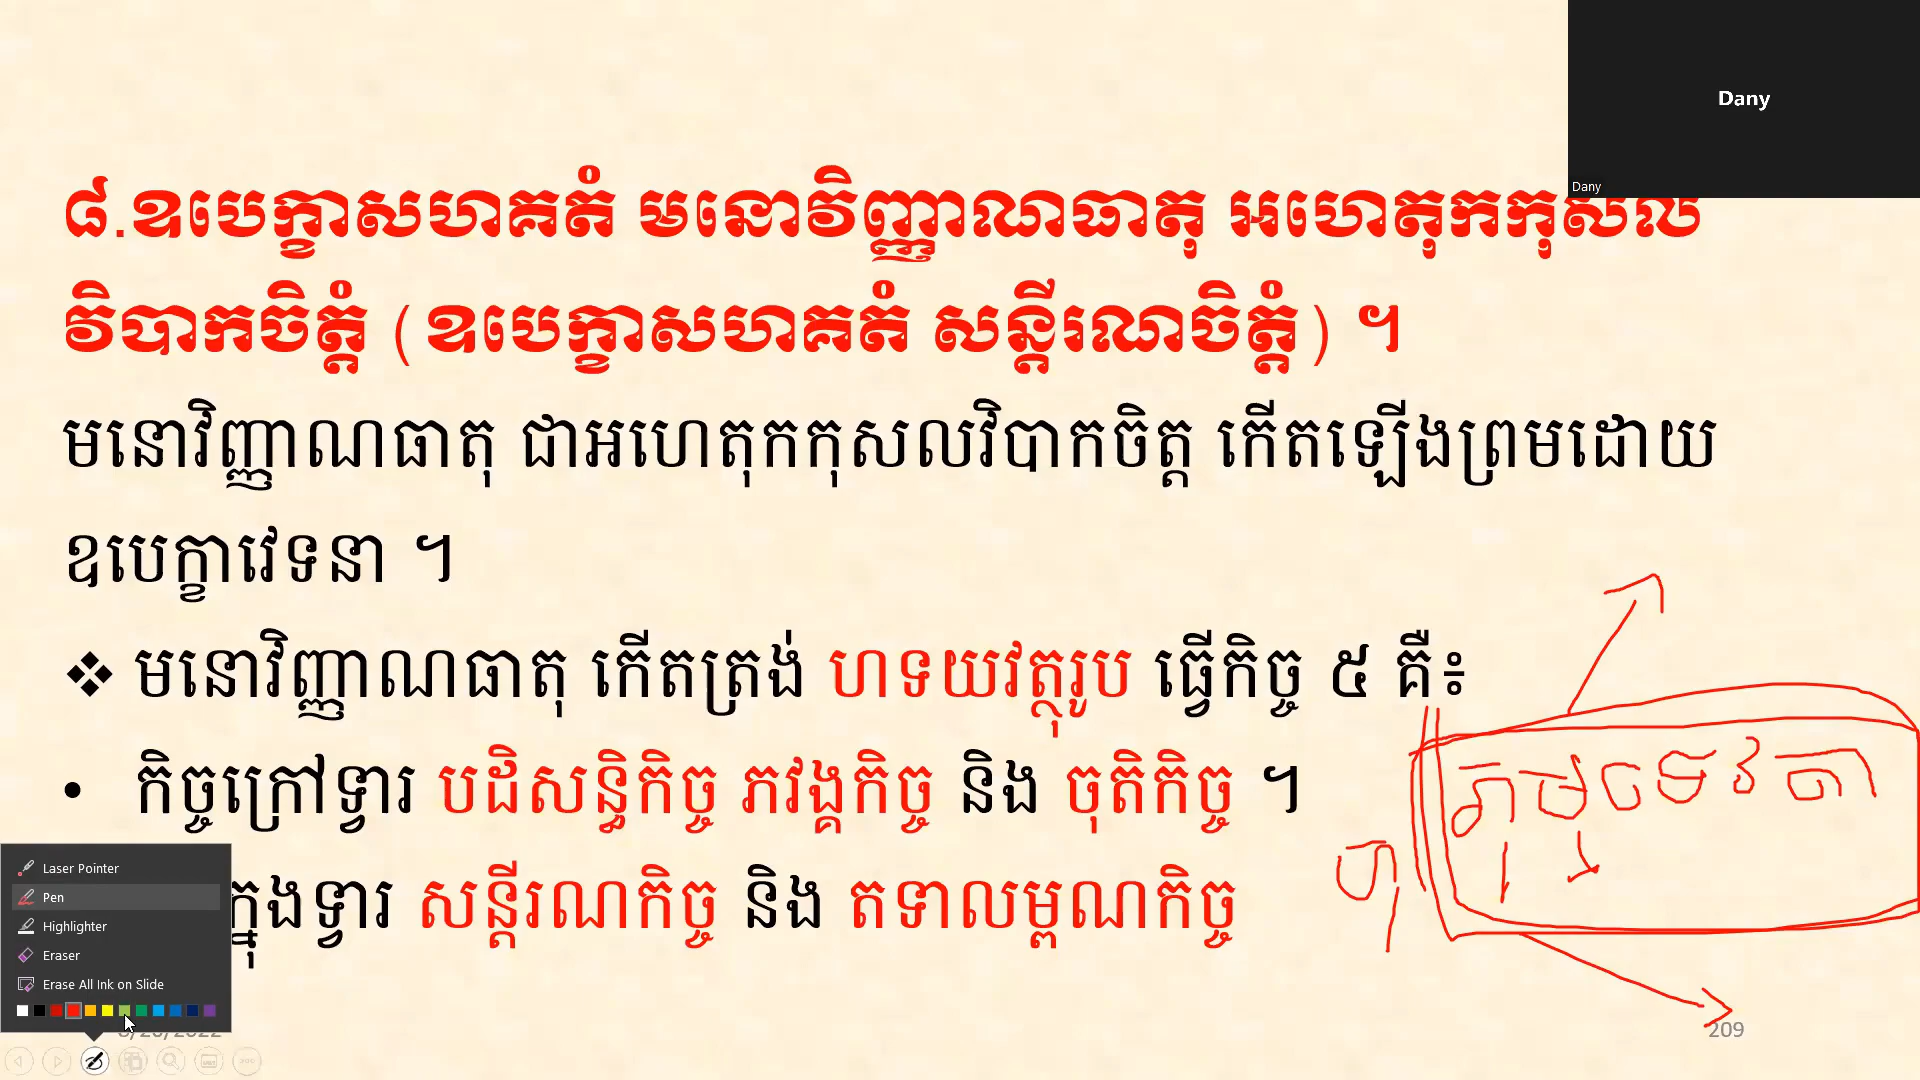 Dany
Dany
៨.ឧបេក្ខាសហគតំ មនោវិញ្ញាណធាតុ អហេតុកកុសល
វិបាកចិត្តំ (ឧបេក្ខាសហគតំ សន្តីរណចិត្តំ) ។
មនោវិញ្ញាណធាតុ ជាអហេតុកកុសលវិបាកចិត្ត កើតឡើងព្រមដោយ
ឧបេក្ខាវេទនា ។
❖ មនោវិញ្ញាណធាតុ កើតត្រង់ ហទយវត្ថុរូប ធ្វើកិច្ច ៥ គឺ៖
• កិច្ចក្រៅទ្វារ បដិសន្ធិកិច្ច ភវង្គកិច្ច និង ចុតិកិច្ច ។
ក្នុងទ្វារ សន្តីរណកិច្ច និង តទាលម្ពណកិច្ច
Laser Pointer
Pen
Highlighter
Eraser
Erase All Ink on Slide
209